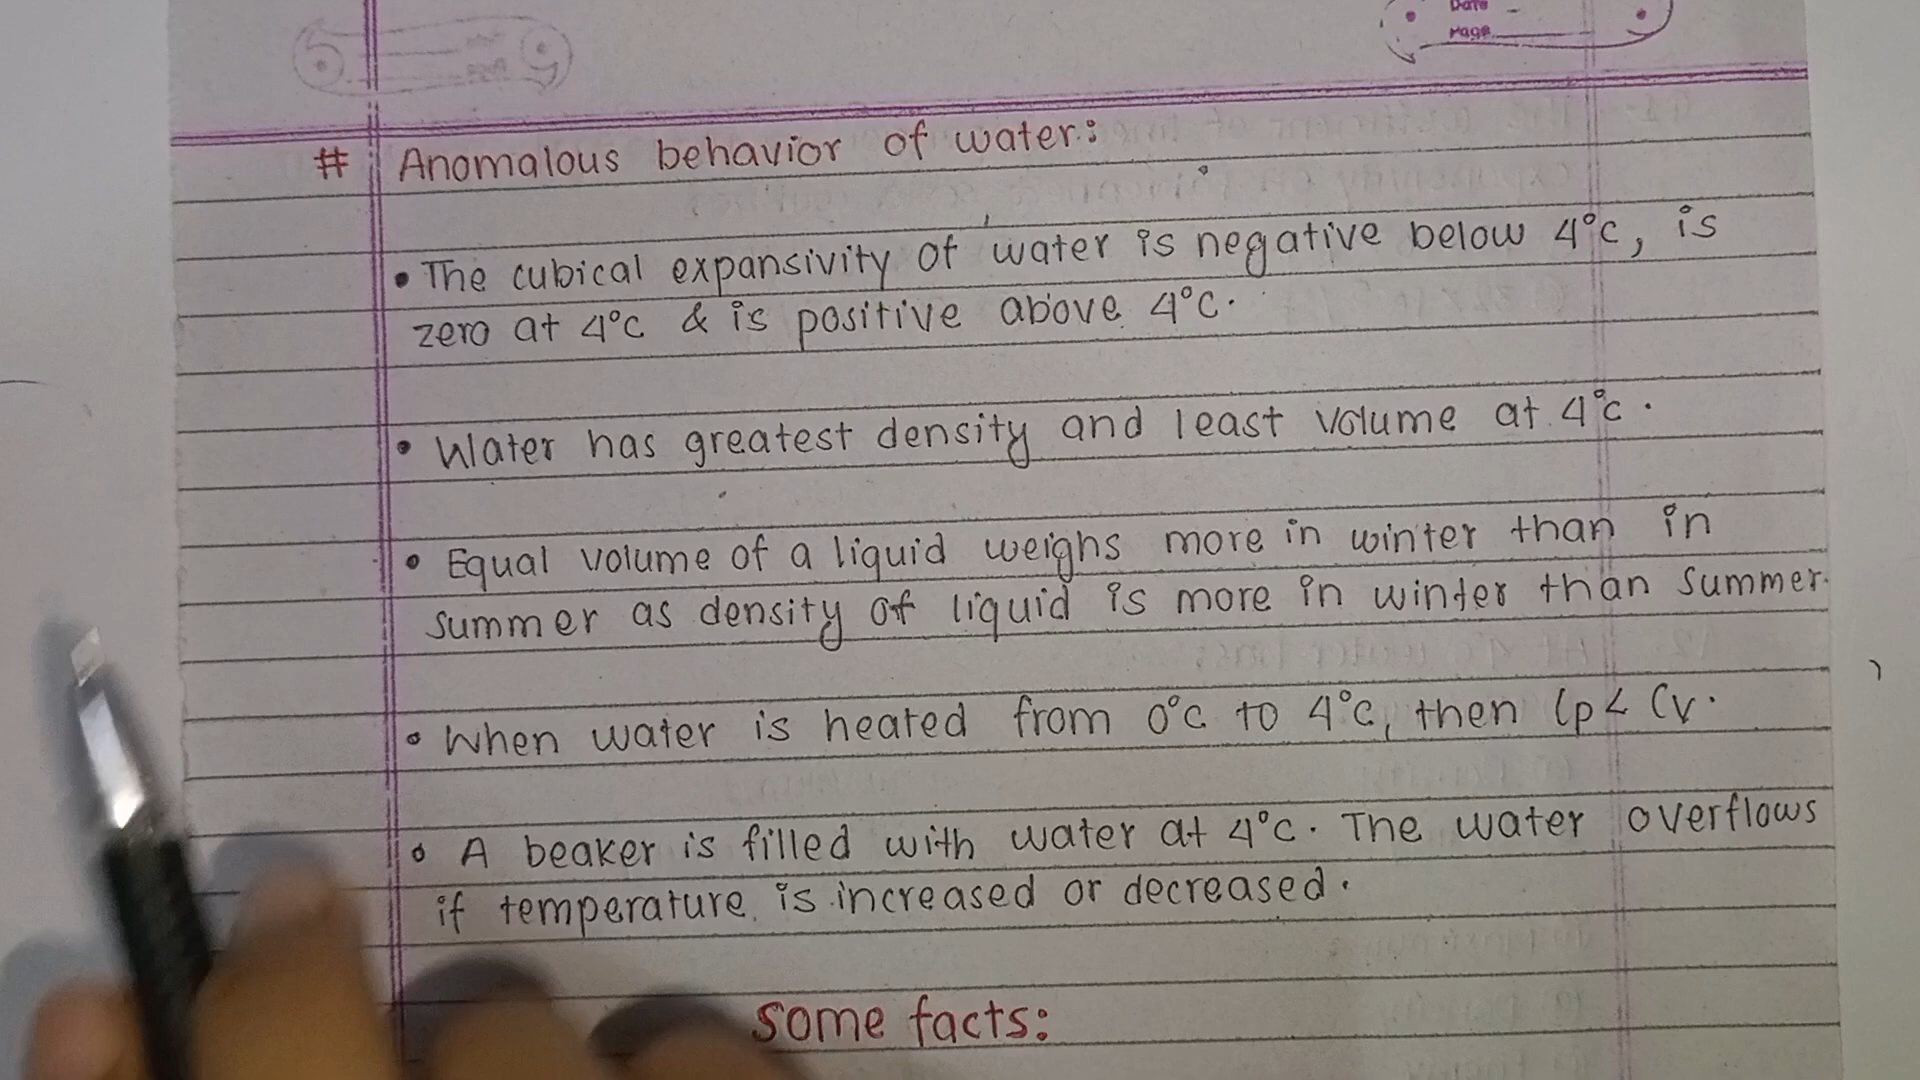 Date
Page
# Anomalous behavior of water:
• The cubical expansivity of water is negative below 4°C, is
zero at 4°C & is positive above 4°C.
• Water has greatest density and least volume at 4°C.
• Equal volume of a liquid weighs more in winter than in
summer as density of liquid is more in winter than summer.
• When water is heated from 0°C to 4°C, then Cp < Cv.
• A beaker is filled with water at 4°C. The water overflows
if temperature is increased or decreased.
some facts: